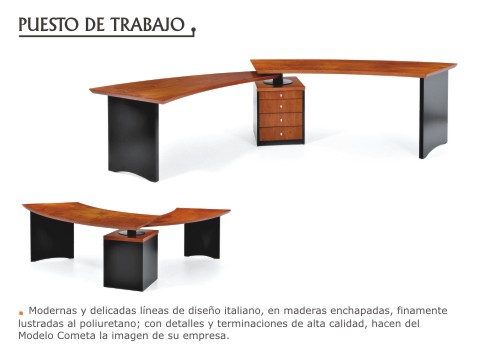 PUESTO DE TRABAJO
Modernas y delicadas líneas de diseño italiano, en maderas enchapadas, finamente
lustradas al poliuretano; con detalles y terminaciones de alta calidad, hacen del
Modelo Cometa la imagen de su empresa.